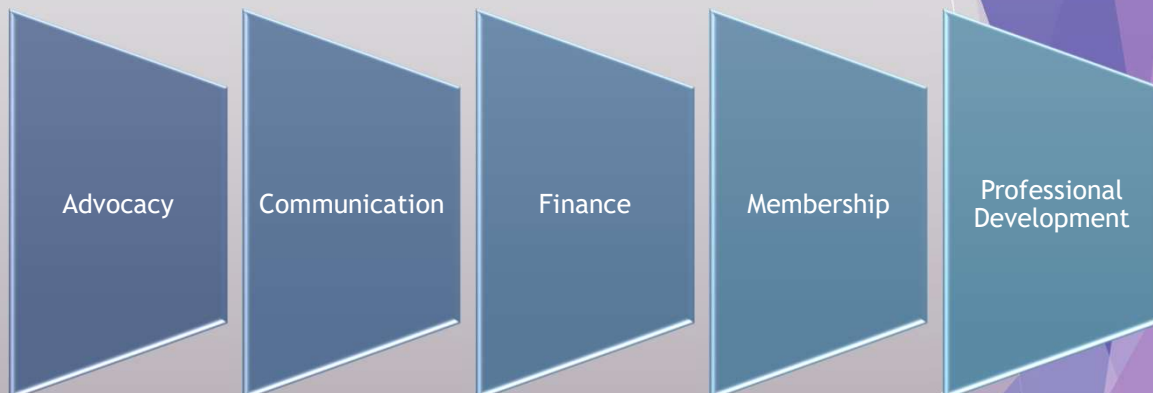 Advocacy
Communication
Finance
Membership
Professional
Development